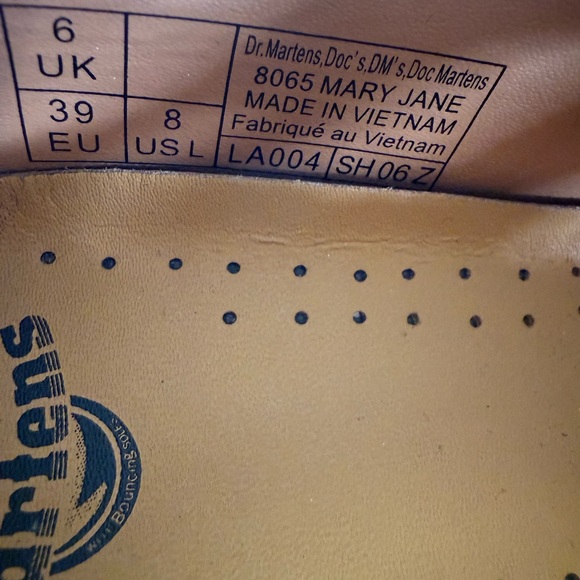 6
UK
39
EU
8
US L
Dr.Martens,Doc's,DM's,Doc Martens
8065 MARY JANE
MADE IN VIETNAM
Fabriqué au Vietnam
LA004
SH06Z
artens
WITH Bouncing SOLES